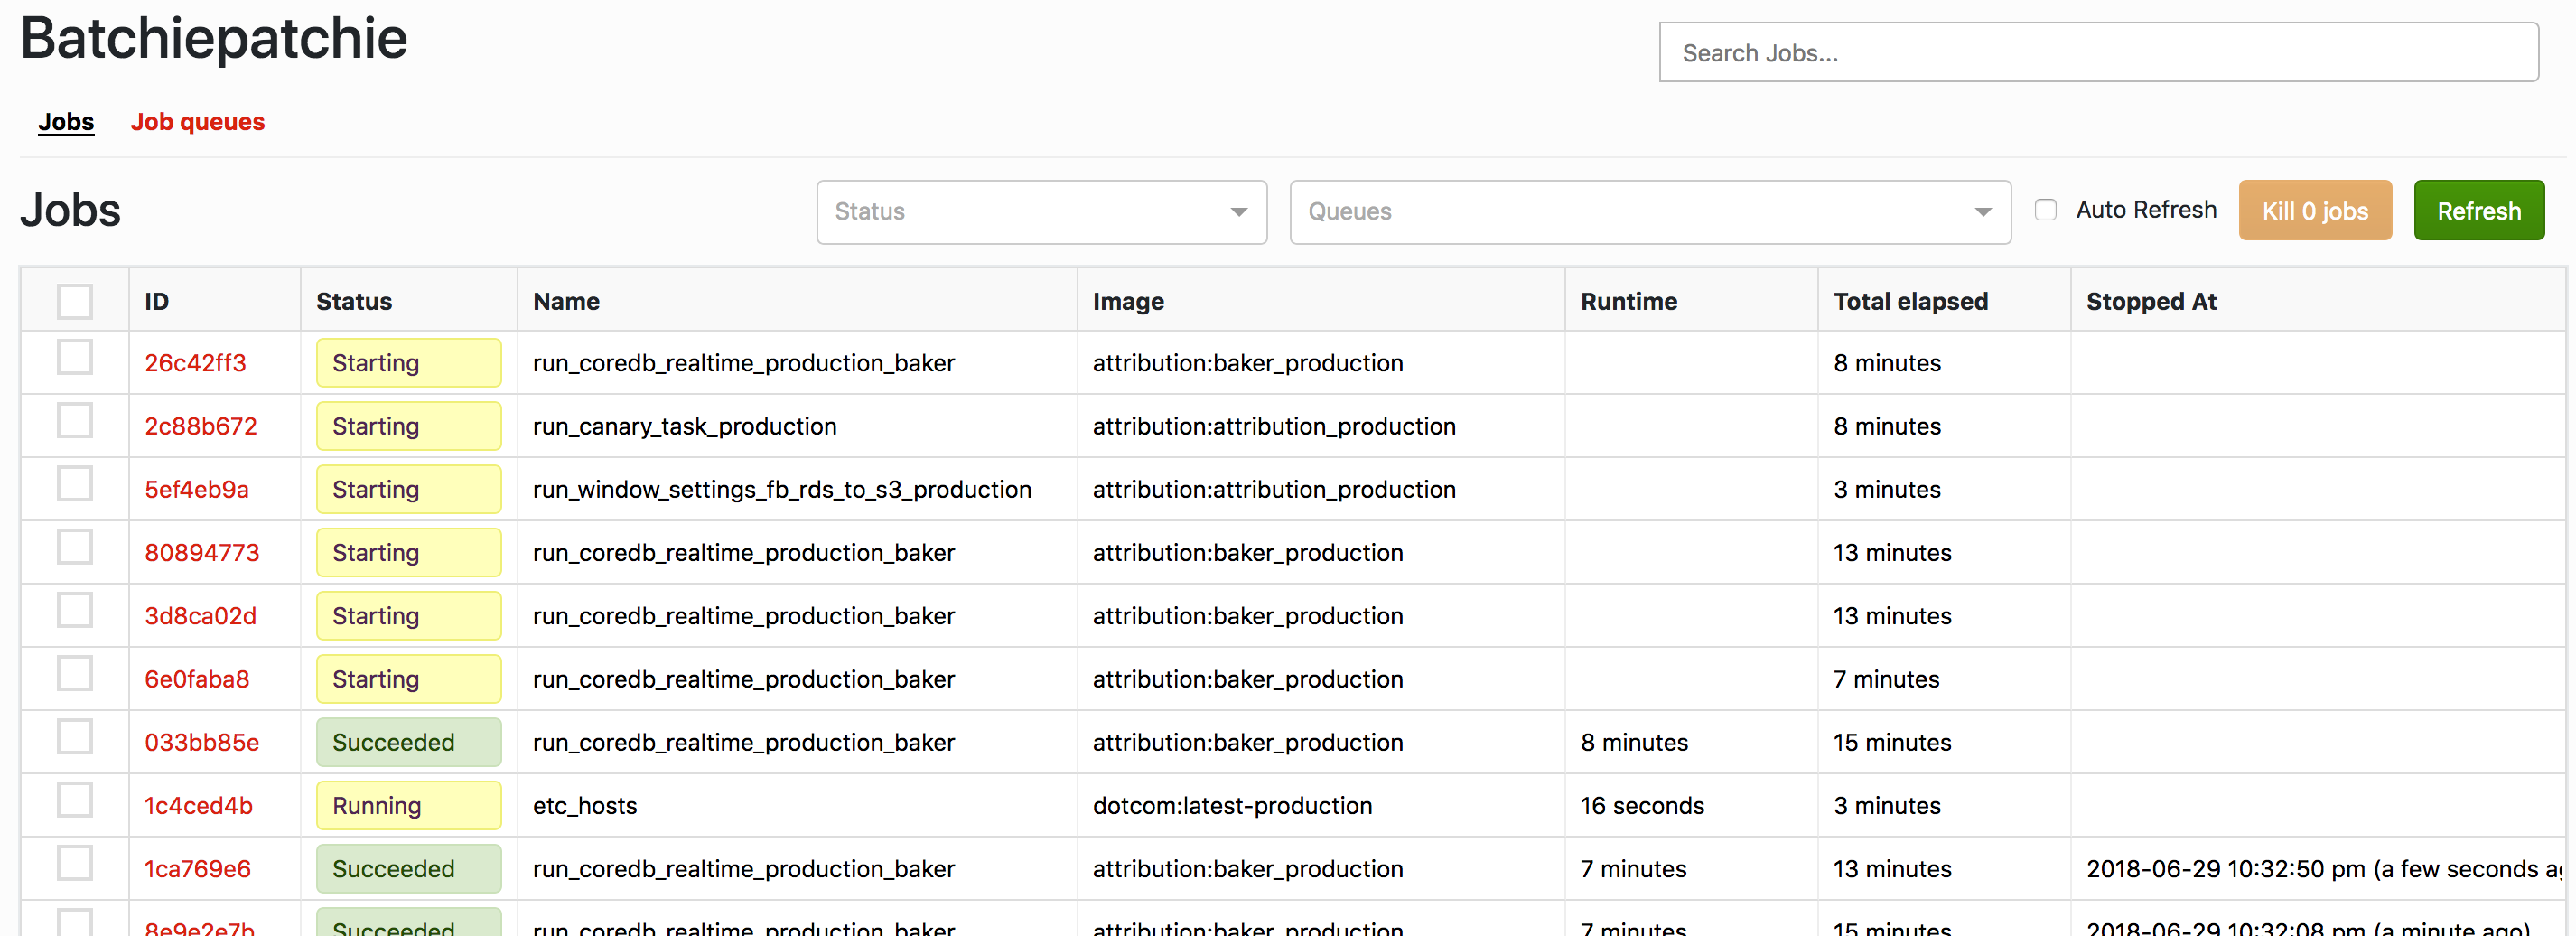 Batchiepatchie
Search Jobs...
Jobs Job queues
Jobs Status Queues Auto Refresh Kill 0 jobs Refresh
ID Status Name Image Runtime Total elapsed Stopped At
26c42ff3 Starting run_coredb_realtime_production_baker attribution:baker_production 8 minutes
2c88b672 Starting run_canary_task_production attribution:attribution_production 8 minutes
5ef4eb9a Starting run_window_settings_fb_rds_to_s3_production attribution:attribution_production 3 minutes
80894773 Starting run_coredb_realtime_production_baker attribution:baker_production 13 minutes
3d8ca02d Starting run_coredb_realtime_production_baker attribution:baker_production 13 minutes
6e0faba8 Starting run_coredb_realtime_production_baker attribution:baker_production 7 minutes
033bb85e Succeeded run_coredb_realtime_production_baker attribution:baker_production 8 minutes 15 minutes
1c4ced4b Running etc_hosts dotcom:latest-production 16 seconds 3 minutes
1ca769e6 Succeeded run_coredb_realtime_production_baker attribution:baker_production 7 minutes 13 minutes 2018-06-29 10:32:50 pm (a few seconds a
8e9e2e7b Succeeded run_coredb_realtime_production_baker attribution:baker_production 7 minutes 15 minutes 2018-06-29 10:32:08 pm (a minute ago)